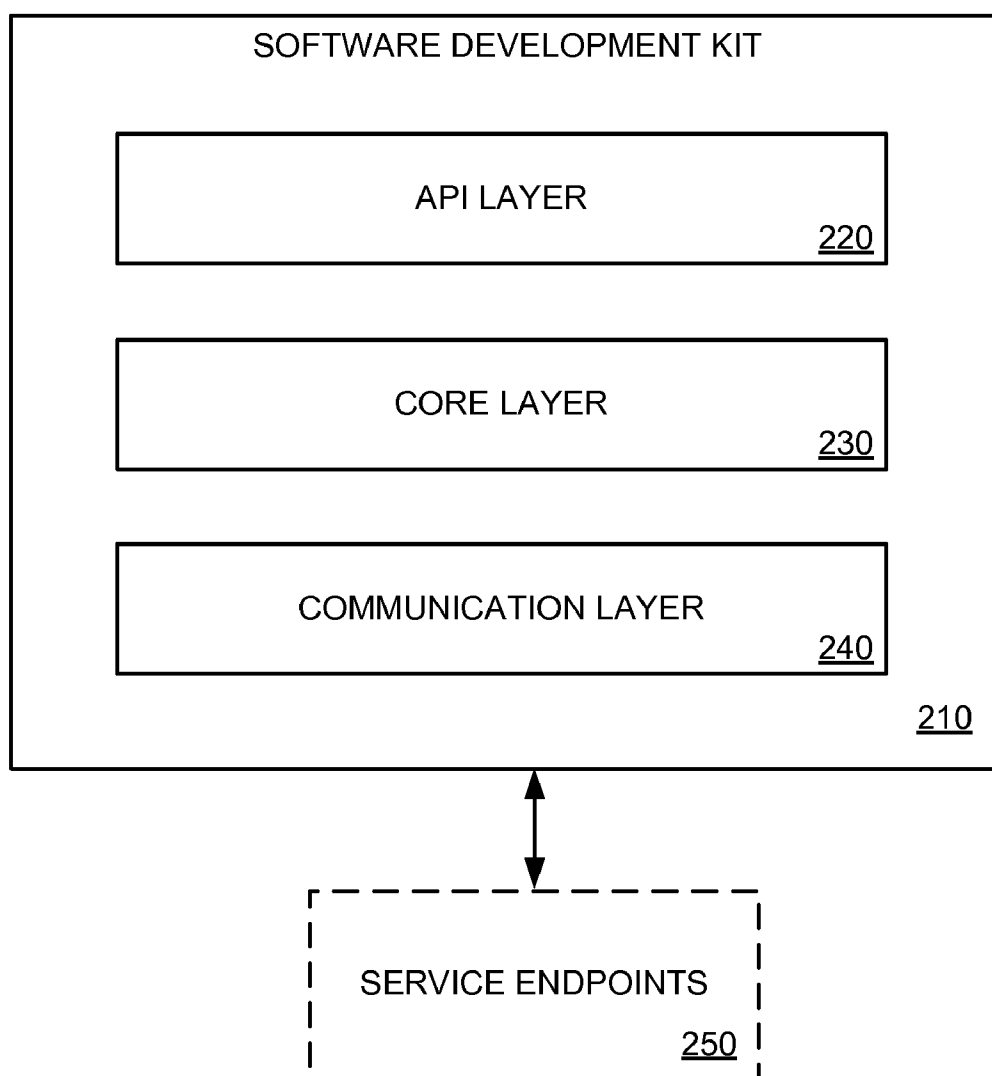 SOFTWARE DEVELOPMENT KIT
API LAYER
220
CORE LAYER
230
COMMUNICATION LAYER
240
210
SERVICE ENDPOINTS
250